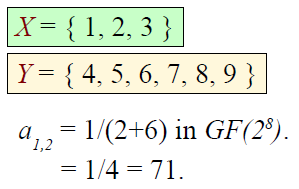 X = { 1, 2, 3 }
Y = { 4, 5, 6, 7, 8, 9 }
a₁,₂ = 1/(2+6) in GF(2⁸).
= 1/4 = 71.